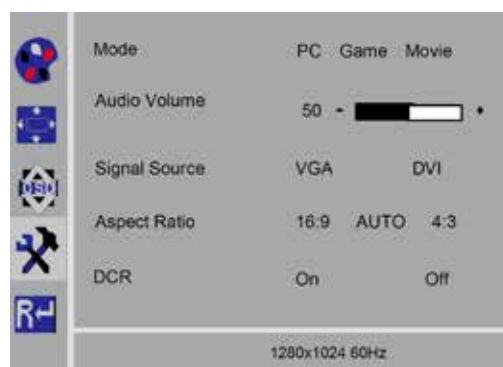 Mode PC Game Movie
Audio Volume 50 - +
Signal Source VGA DVI
OSD
Aspect Ratio 16:9 AUTO 4:3
DCR On Off
R
1280x1024 60Hz